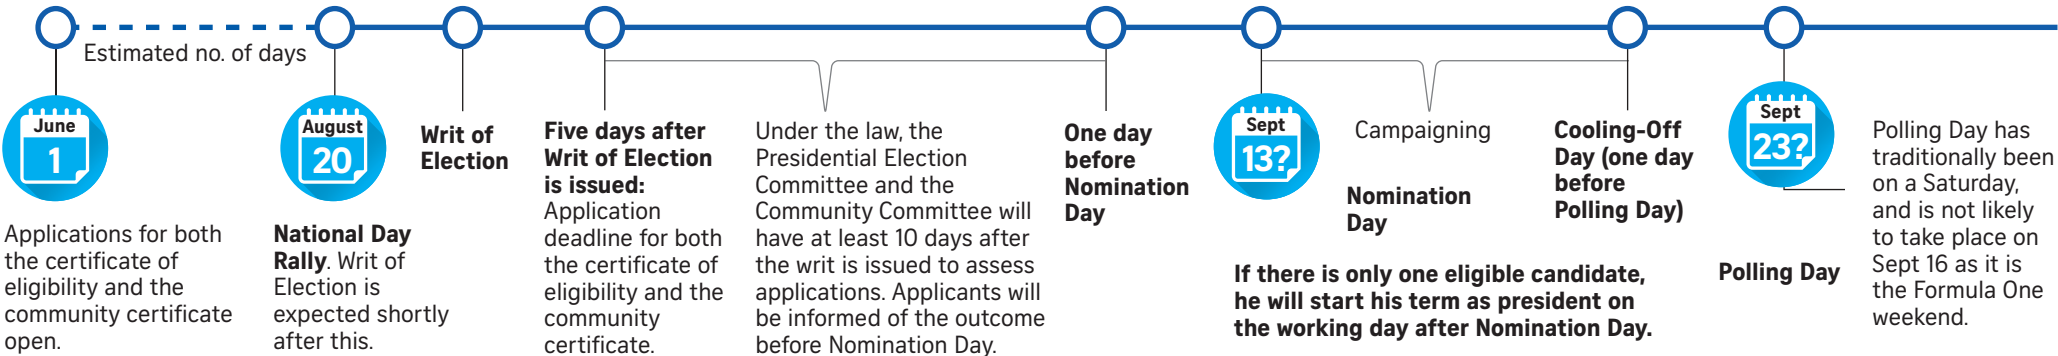 Estimated no. of days
June
1
Applications for both
the certificate of
eligibility and the
community certificate
open.
August
20
National Day
Rally. Writ of
Election is
expected shortly
after this.
Writ of
Election
Five days after
Writ of Election
is issued:
Application
deadline for both
the certificate of
eligibility and the
community
certificate.
Under the law, the
Presidential Election
Committee and the
Community Committee will
have at least 10 days after
the writ is issued to assess
applications. Applicants will
be informed of the outcome
before Nomination Day.
One day
before
Nomination
Day
Sept
13?
Campaigning
Nomination
Day
Cooling-Off
Day (one day
before
Polling Day)
If there is only one eligible candidate,
he will start his term as president on
the working day after Nomination Day.
Sept
23?
Polling Day
Polling Day has
traditionally been
on a Saturday,
and is not likely
to take place on
Sept 16 as it is
the Formula One
weekend.